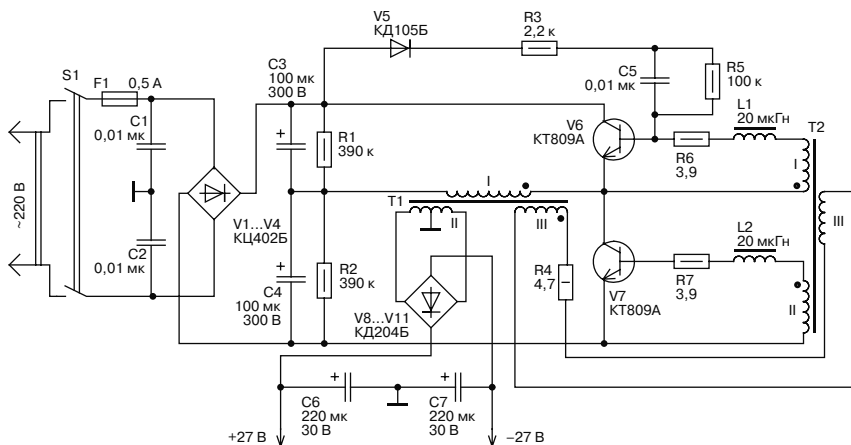 V5
КД105Б
R3
2,2 к
S1
F1 0,5 А
C3
100 мк
300 В
C5
0,01 мк
R5
100 к
C1
0,01 мк
R1
390 к
V6
КТ809А
L1
20 мкГн
T2
R6
3,9
I
I
~220 В
T1
II
III
III
V1...V4
КЦ402Б
C2
0,01 мк
R2
390 к
R4
4,7
L2
20 мкГн
C4
100 мк
300 В
V8...V11
КД204Б
V7
КТ809А
R7
3,9
II
+
+
+
+
C6
220 мк
30 В
C7
220 мк
30 В
+27 В
−27 В